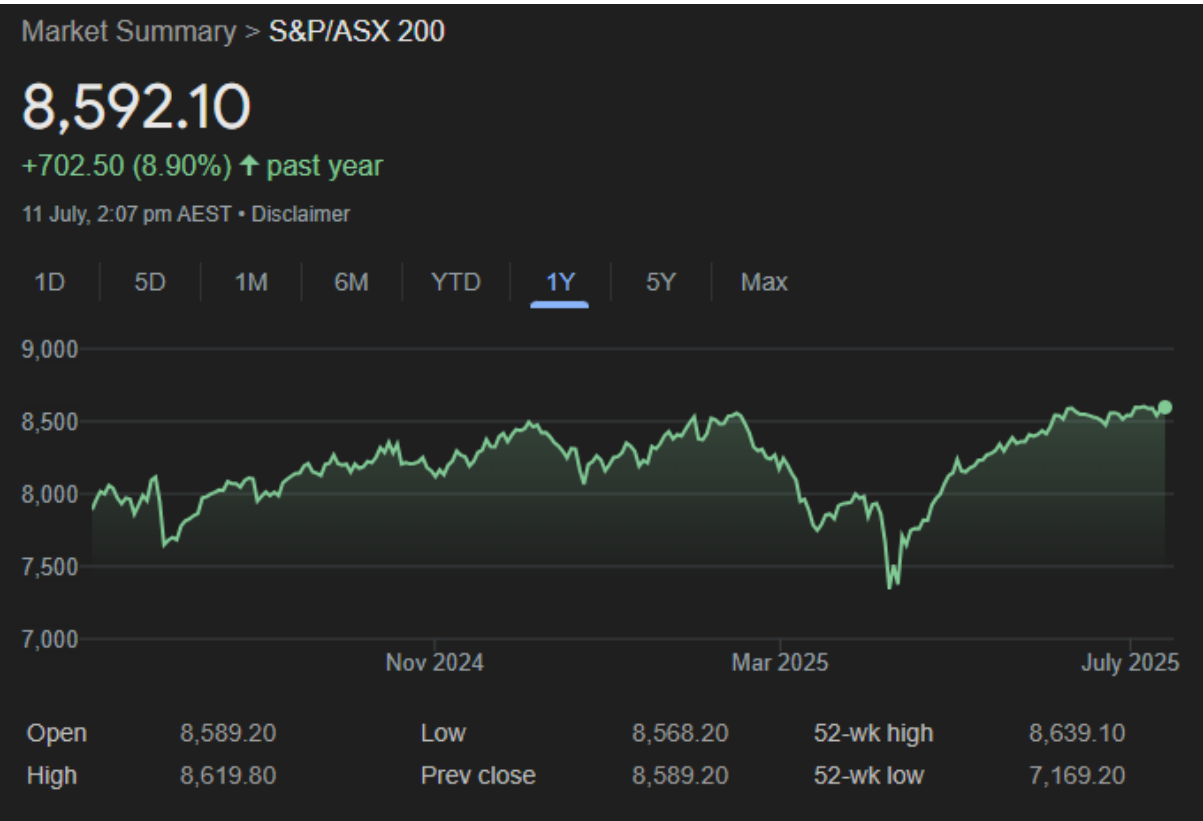 Market Summary > S&P/ASX 200
8,592.10
+702.50 (8.90%) ↑ past year
11 July, 2:07 pm AEST • Disclaimer
1D 5D 1M 6M YTD 1Y 5Y Max
9,000
8,500
8,000
7,500
7,000
Nov 2024 Mar 2025 July 2025
Open 8,589.20 Low 8,568.20 52-wk high 8,639.10
High 8,619.80 Prev close 8,589.20 52-wk low 7,169.20